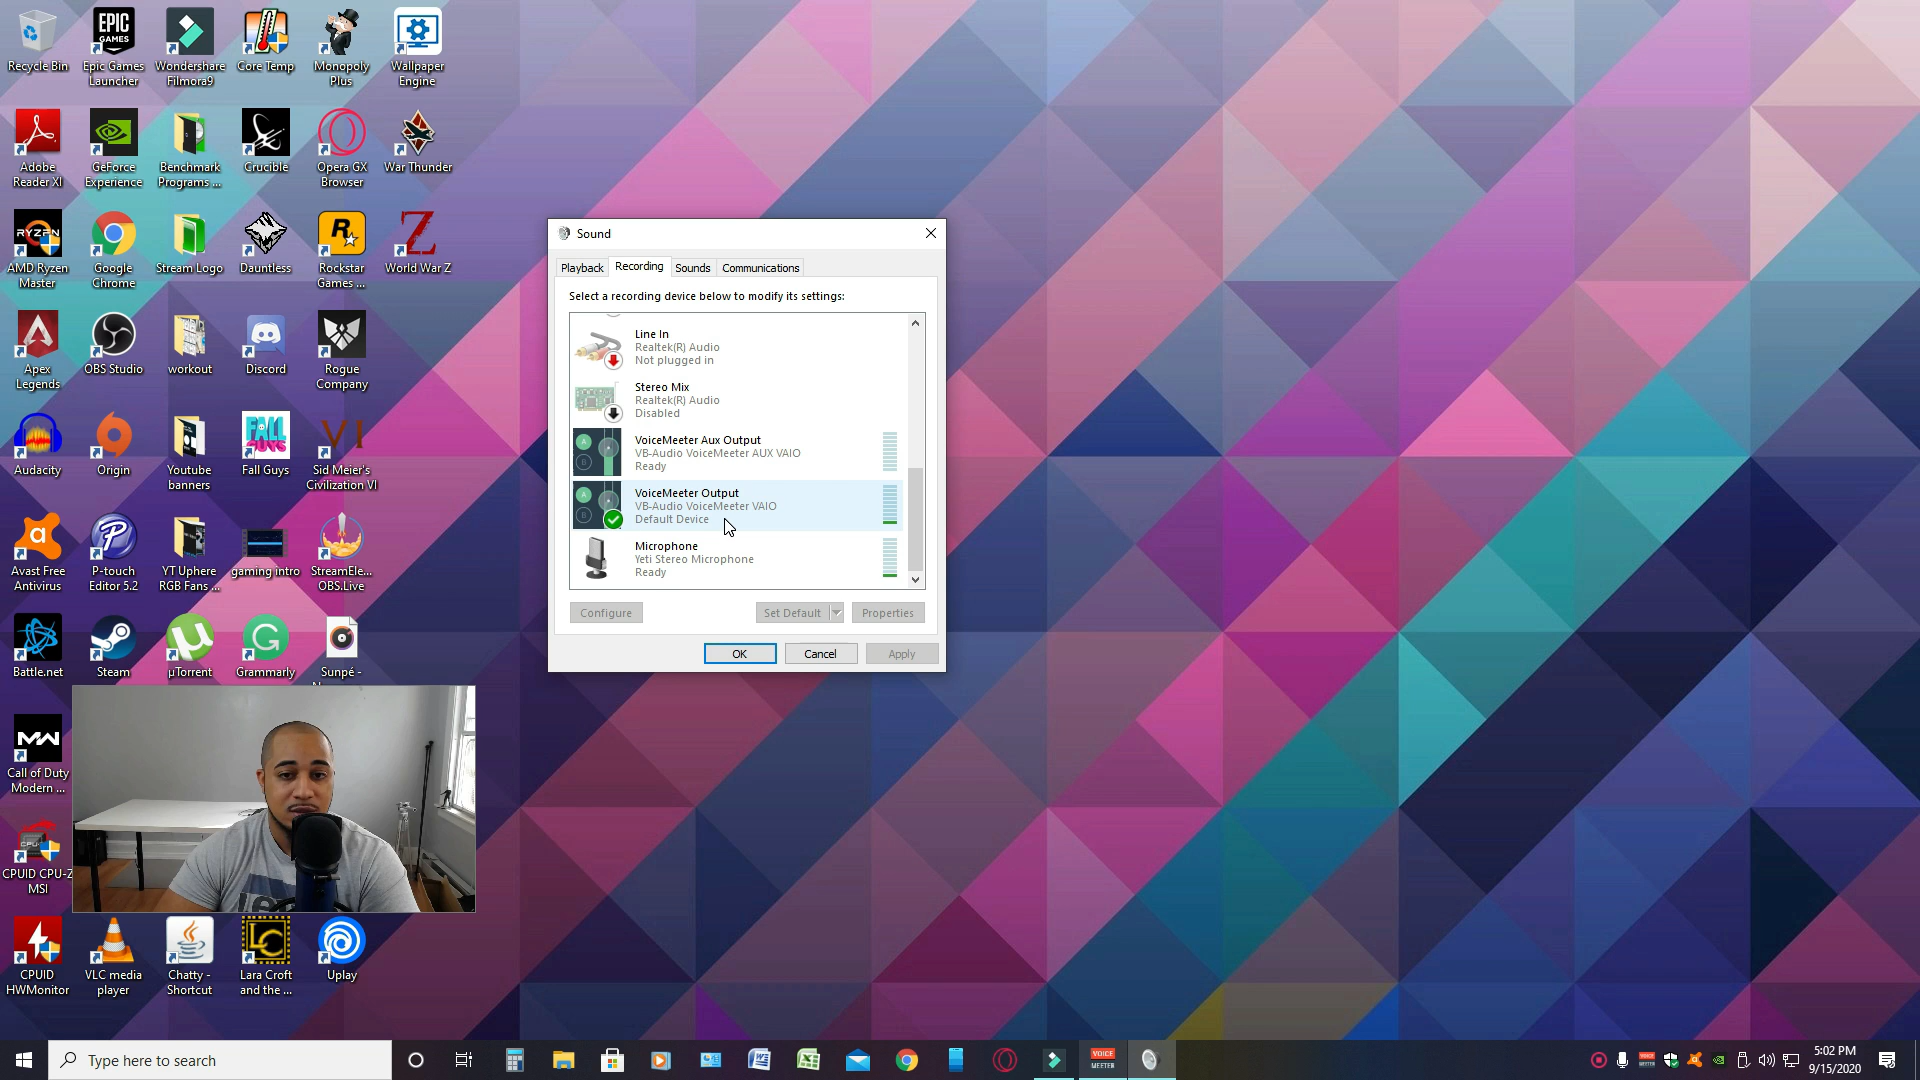 Recycle Bin
Epic Games
Launcher
Wondershare
Filmora9
Core Temp
Monopoly
Plus
Wallpaper
Engine
Adobe
Reader XI
GeForce
Experience
Benchmark
Programs ...
Crucible
Opera GX
Browser
War Thunder
AMD Ryzen
Master
Google
Chrome
Stream Logo
Dauntless
Rockstar
Games ...
World War Z
Apex
Legends
OBS Studio
workout
Discord
Rogue
Company
Audacity
Origin
Youtube
banners
Fall Guys
Sid Meier's
Civilization VI
Avast Free
Antivirus
P-touch
Editor 5.2
YT Uphere
RGB Fans ...
gaming intro
StreamEle...
OBS.Live
Battle.net
Steam
µTorrent
Grammarly
Sunpé -
Call of Duty
Modern ...
CPUID CPU-Z
MSI
CPUID
HWMonitor
VLC media
player
Chatty -
Shortcut
Lara Croft
and the ...
Uplay
Sound
Playback
Recording
Sounds
Communications
Select a recording device below to modify its settings:
Line In
Realtek(R) Audio
Not plugged in
Stereo Mix
Realtek(R) Audio
Disabled
VoiceMeeter Aux Output
VB-Audio VoiceMeeter AUX VAIO
Ready
VoiceMeeter Output
VB-Audio VoiceMeeter VAIO
Default Device
Microphone
Yeti Stereo Microphone
Ready
Configure
Set Default
Properties
OK
Cancel
Apply
Type here to search
VOICE
MEETER
5:02 PM
9/15/2020